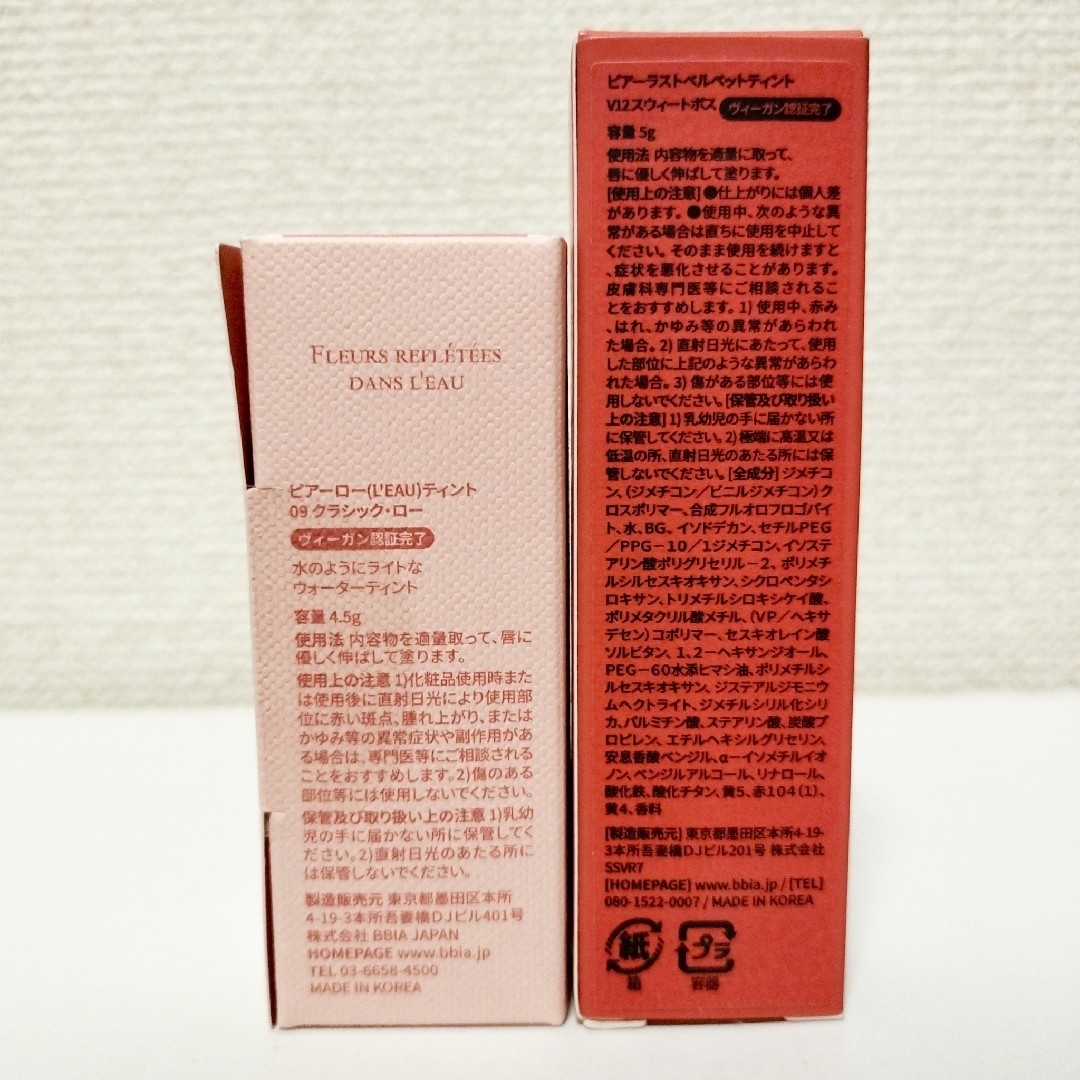 FLEURS REFLÉTÉES
DANS L'EAU
ピアーロー(L'EAU)ティント
09 クラシック・ロー
ヴィーガン認証完了
水のようにライトな
ウォーターティント
容量 4.5g
使用法 内容物を適量取って、唇に
優しく伸ばして塗ります。
使用上の注意 1)化粧品使用時また
は使用後に直射日光により使用部
位に赤い斑点、腫れ上がり、または
かゆみ等の異常症状や副作用があ
る場合は、専門医等にご相談される
ことをおすすめします。2)傷のある
部位等には使用しないでください。
保管及び取り扱い上の注意 1)乳幼
児の手に届かない所に保管してく
ださい。2)直射日光のあたる所に
は保管しないでください。
製造販売元 東京都墨田区本所
4-19-3本所吾妻橋DJビル401号
株式会社 BBIA JAPAN
HOMEPAGE www.bbia.jp
TEL 03-6658-4500
MADE IN KOREA
ピアーラストベルベットティント
V12スウィートボス ヴィーガン認証完了
容量 5g
使用法 内容物を適量に取って、
唇に優しく伸ばして塗ります。
[使用上の注意] ●仕上がりには個人差
があります。●使用中、次のような異
常がある場合は直ちに使用を中止して
ください。そのまま使用を続けますと
、症状を悪化させることがあります。
皮膚科専門医等にご相談されるこ
とをおすすめします。1) 使用中、赤み
、はれ、かゆみ等の異常があらわれ
た場合。2) 直射日光にあたって、使用
した部位に上記のような異常があらわ
れた場合。3) 傷がある部位等には使
用しないでください。[保管及び取り扱い
上の注意] 1) 乳幼児の手に届かない所
に保管してください。2) 極端に高温又は
低温の所、直射日光のあたる所には保
管しないでください。[全成分] ジメチコ
ン、(ジメチコン／ビニルジメチコン)ク
ロスポリマー、合成フルオロフロゴパイ
ト、水、BG、イソドデカン、セチルPEG
／PPG－10／1ジメチコン、イソステ
アリン酸ポリグリセリル－2、ポリメチ
ルシルセスキオキサン、シクロペンタシ
ロキサン、トリメチルシロキシケイ酸、
ポリメタクリル酸メチル、(VP／ヘキサ
デセン)コポリマー、セスキオレイン酸
ソルビタン、1、2－ヘキサンジオール、
PEG－60水添ヒマシ油、ポリメチルシ
ルセスキオキサン、ジステアルジモニウ
ムヘクトライト、ジメチルシリル化シリ
カ、パルミチン酸、ステアリン酸、炭酸プ
ロピレン、エチルヘキシルグリセリン、
安息香酸ベンジル、α－イソメチルイオ
ノン、ベンジルアルコール、リナロール、
酸化鉄、酸化チタン、黄5、赤104(1)、
黄4、香料
[製造販売元] 東京都墨田区本所4-19-
3本所吾妻橋DJビル201号 株式会社
SSVR7
[HOMEPAGE] www.bbia.jp / [TEL]
080-1522-0007 / MADE IN KOREA
紙 プラ
箱 容器